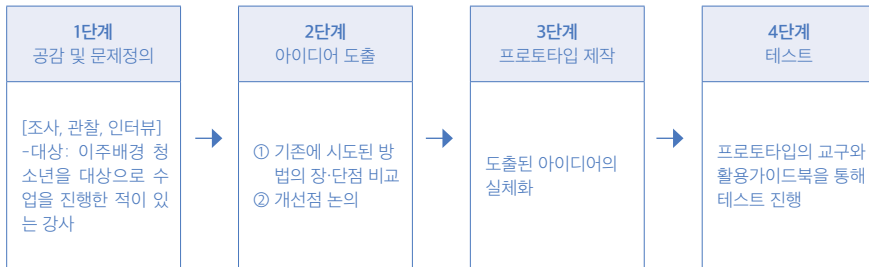 1단계
공감 및 문제정의
[조사, 관찰, 인터뷰]
-대상: 이주배경 청
소년을 대상으로 수
업을 진행한 적이 있
는 강사
2단계
아이디어 도출
① 기존에 시도된 방
법의 장·단점 비교
② 개선점 논의
3단계
프로토타입 제작
도출된 아이디어의
실체화
4단계
테스트
프로토타입의 교구와
활용가이드북을 통해
테스트 진행